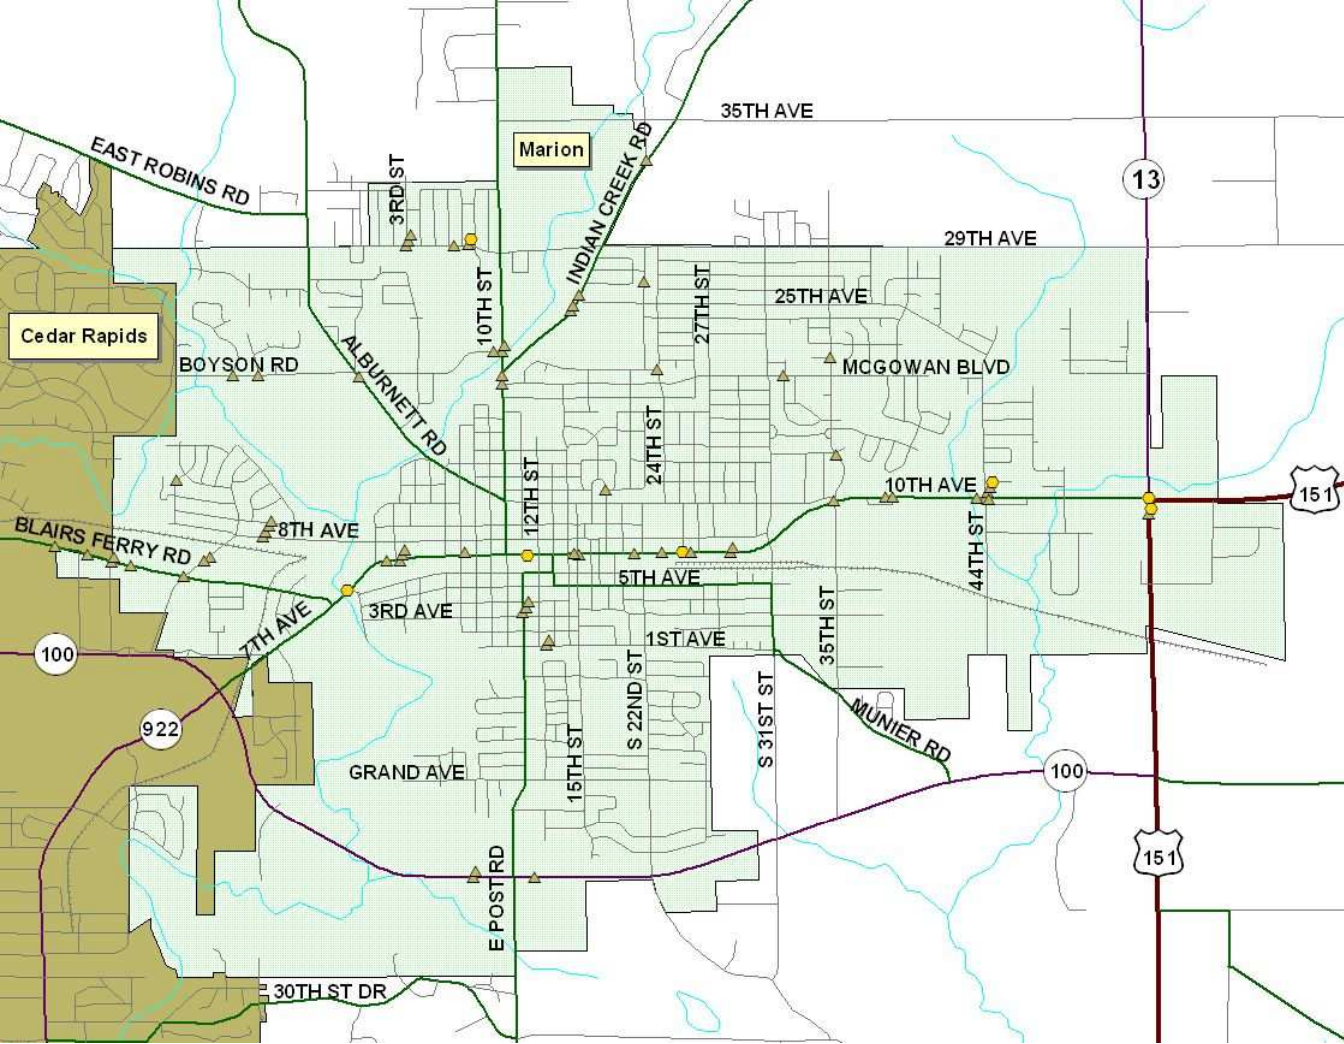 35TH AVE
EAST ROBINS RD
Marion
INDIAN CREEK RD
3RD ST
13
29TH AVE
10TH ST
27TH ST
25TH AVE
Cedar Rapids
BOYSON RD
ALBURNETT RD
MCGOWAN BLVD
24TH ST
12TH ST
10TH AVE
151
BLAIRS FERRY RD
8TH AVE
44TH ST
5TH AVE
3RD AVE
7TH AVE
35TH ST
1ST AVE
100
S 22ND ST
S 31ST ST
922
MUNIER RD
15TH ST
GRAND AVE
100
151
E POST RD
30TH ST DR